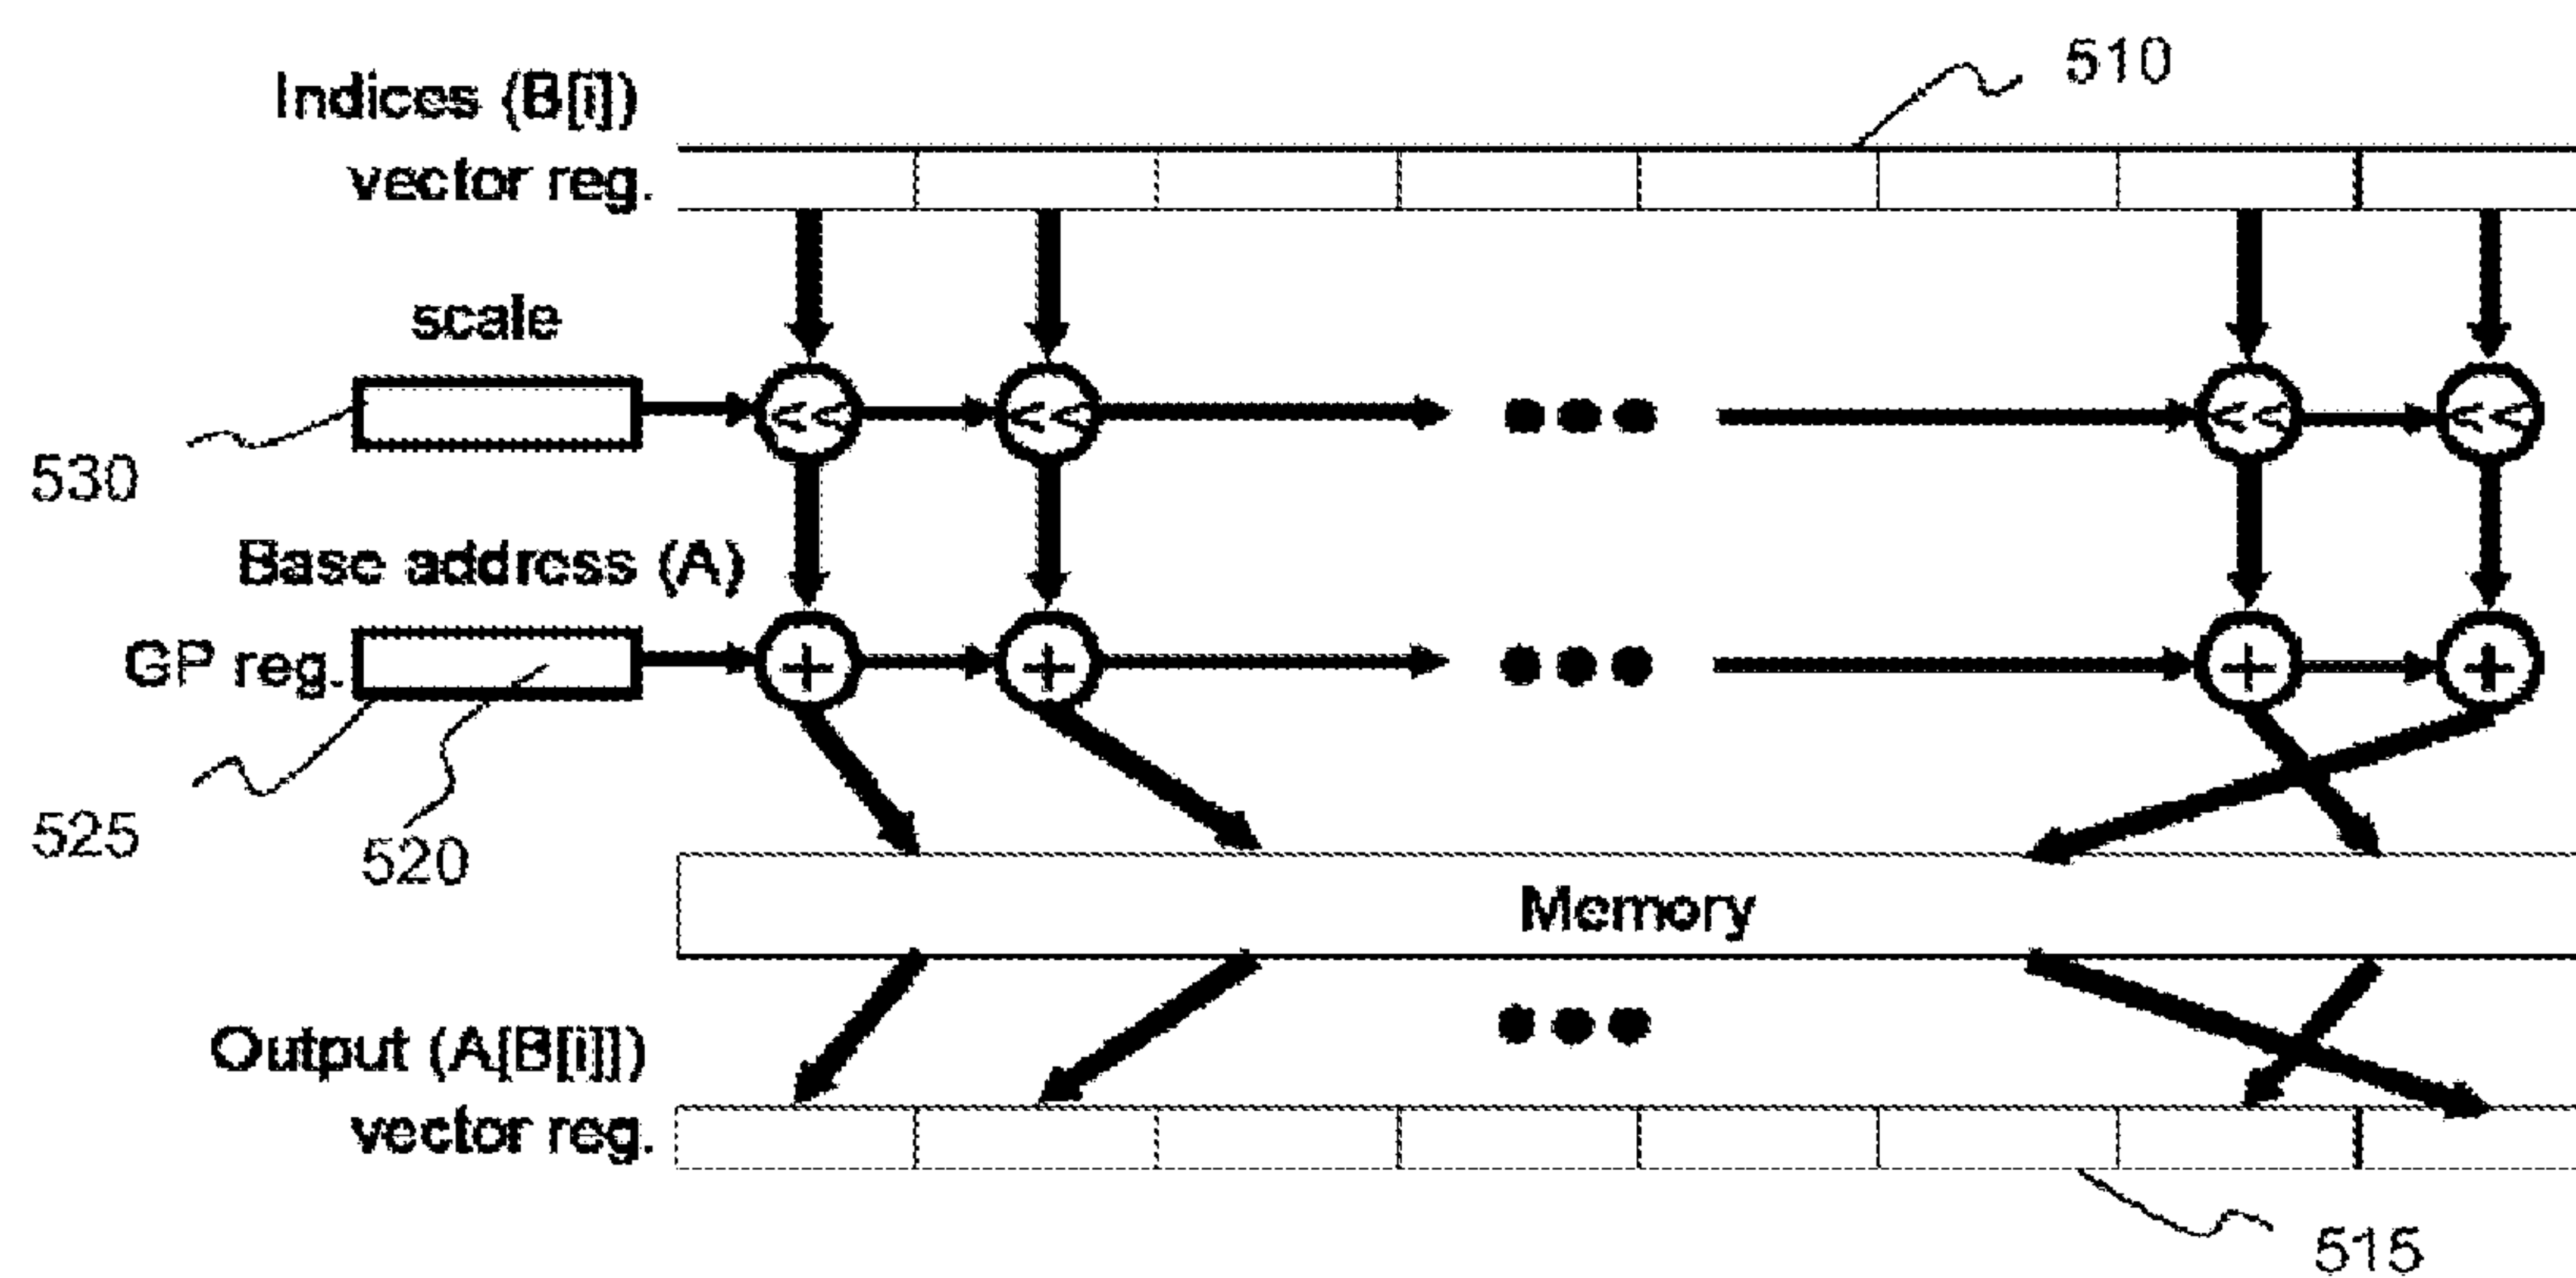 510
Indices (B[i])
vector reg.
scale
<< << << <<
530
Base address (A)
GP reg.
+ + + +
525
520
Memory
Output (A[B[i]])
vector reg.
515